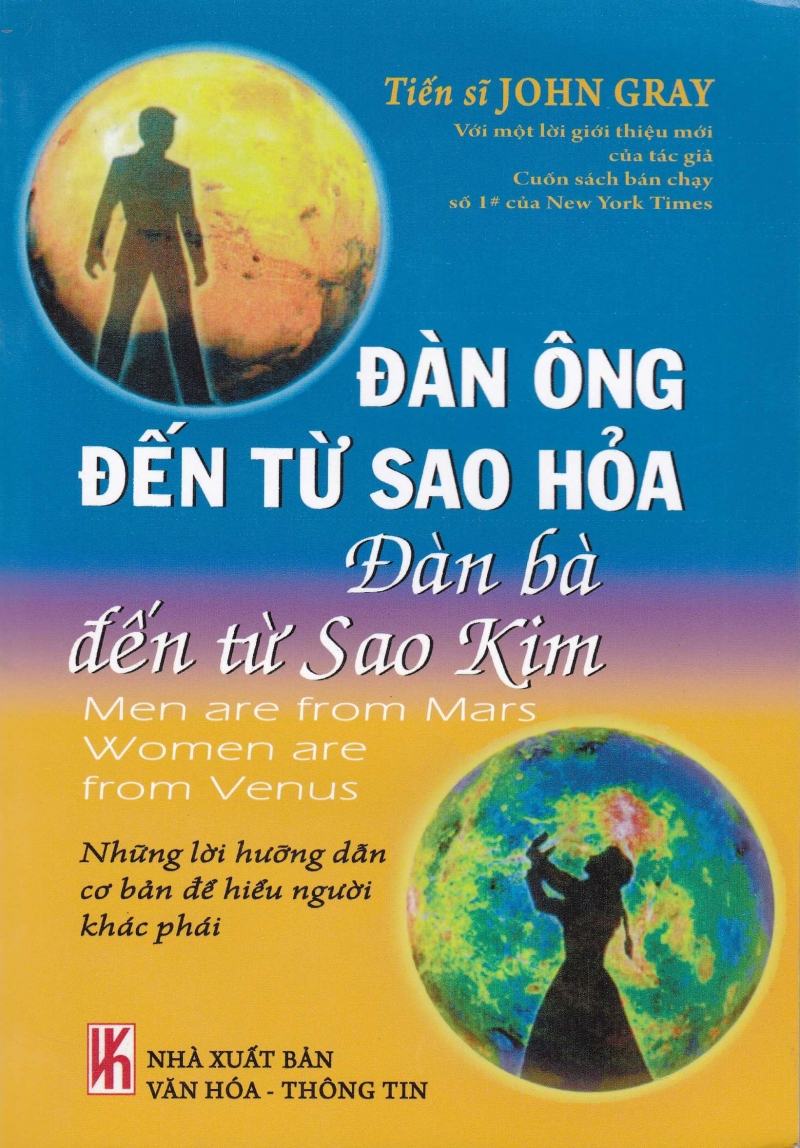 Tiến sĩ JOHN GRAY
Với một lời giới thiệu mới
của tác giả
Cuốn sách bán chạy
số 1# của New York Times
ĐÀN ÔNG
ĐẾN TỪ SAO HỎA
Đàn bà
đến từ Sao Kim
Men are from Mars
Women are
from Venus
Những lời hưỡng dẫn
cơ bản để hiểu người
khác phái
NHÀ XUẤT BẢN
VĂN HÓA - THÔNG TIN